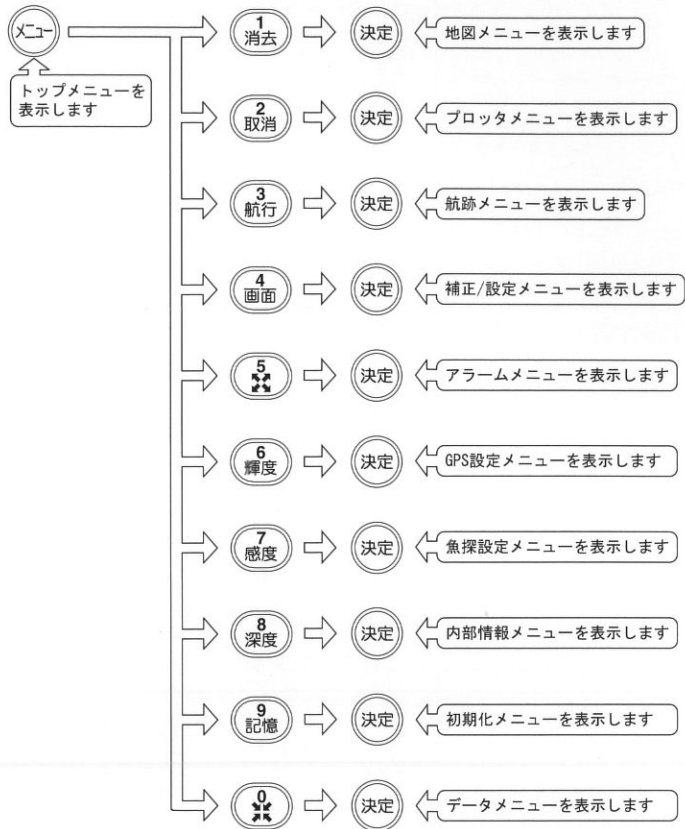 メニュー
トップメニューを
表示します
1
消去
決定
地図メニューを表示します
2
取消
決定
プロッタメニューを表示します
3
航行
決定
航跡メニューを表示します
4
画面
決定
補正/設定メニューを表示します
5
決定
アラームメニューを表示します
6
輝度
決定
GPS設定メニューを表示します
7
感度
決定
魚探設定メニューを表示します
8
深度
決定
内部情報メニューを表示します
9
記憶
決定
初期化メニューを表示します
0
決定
データメニューを表示します